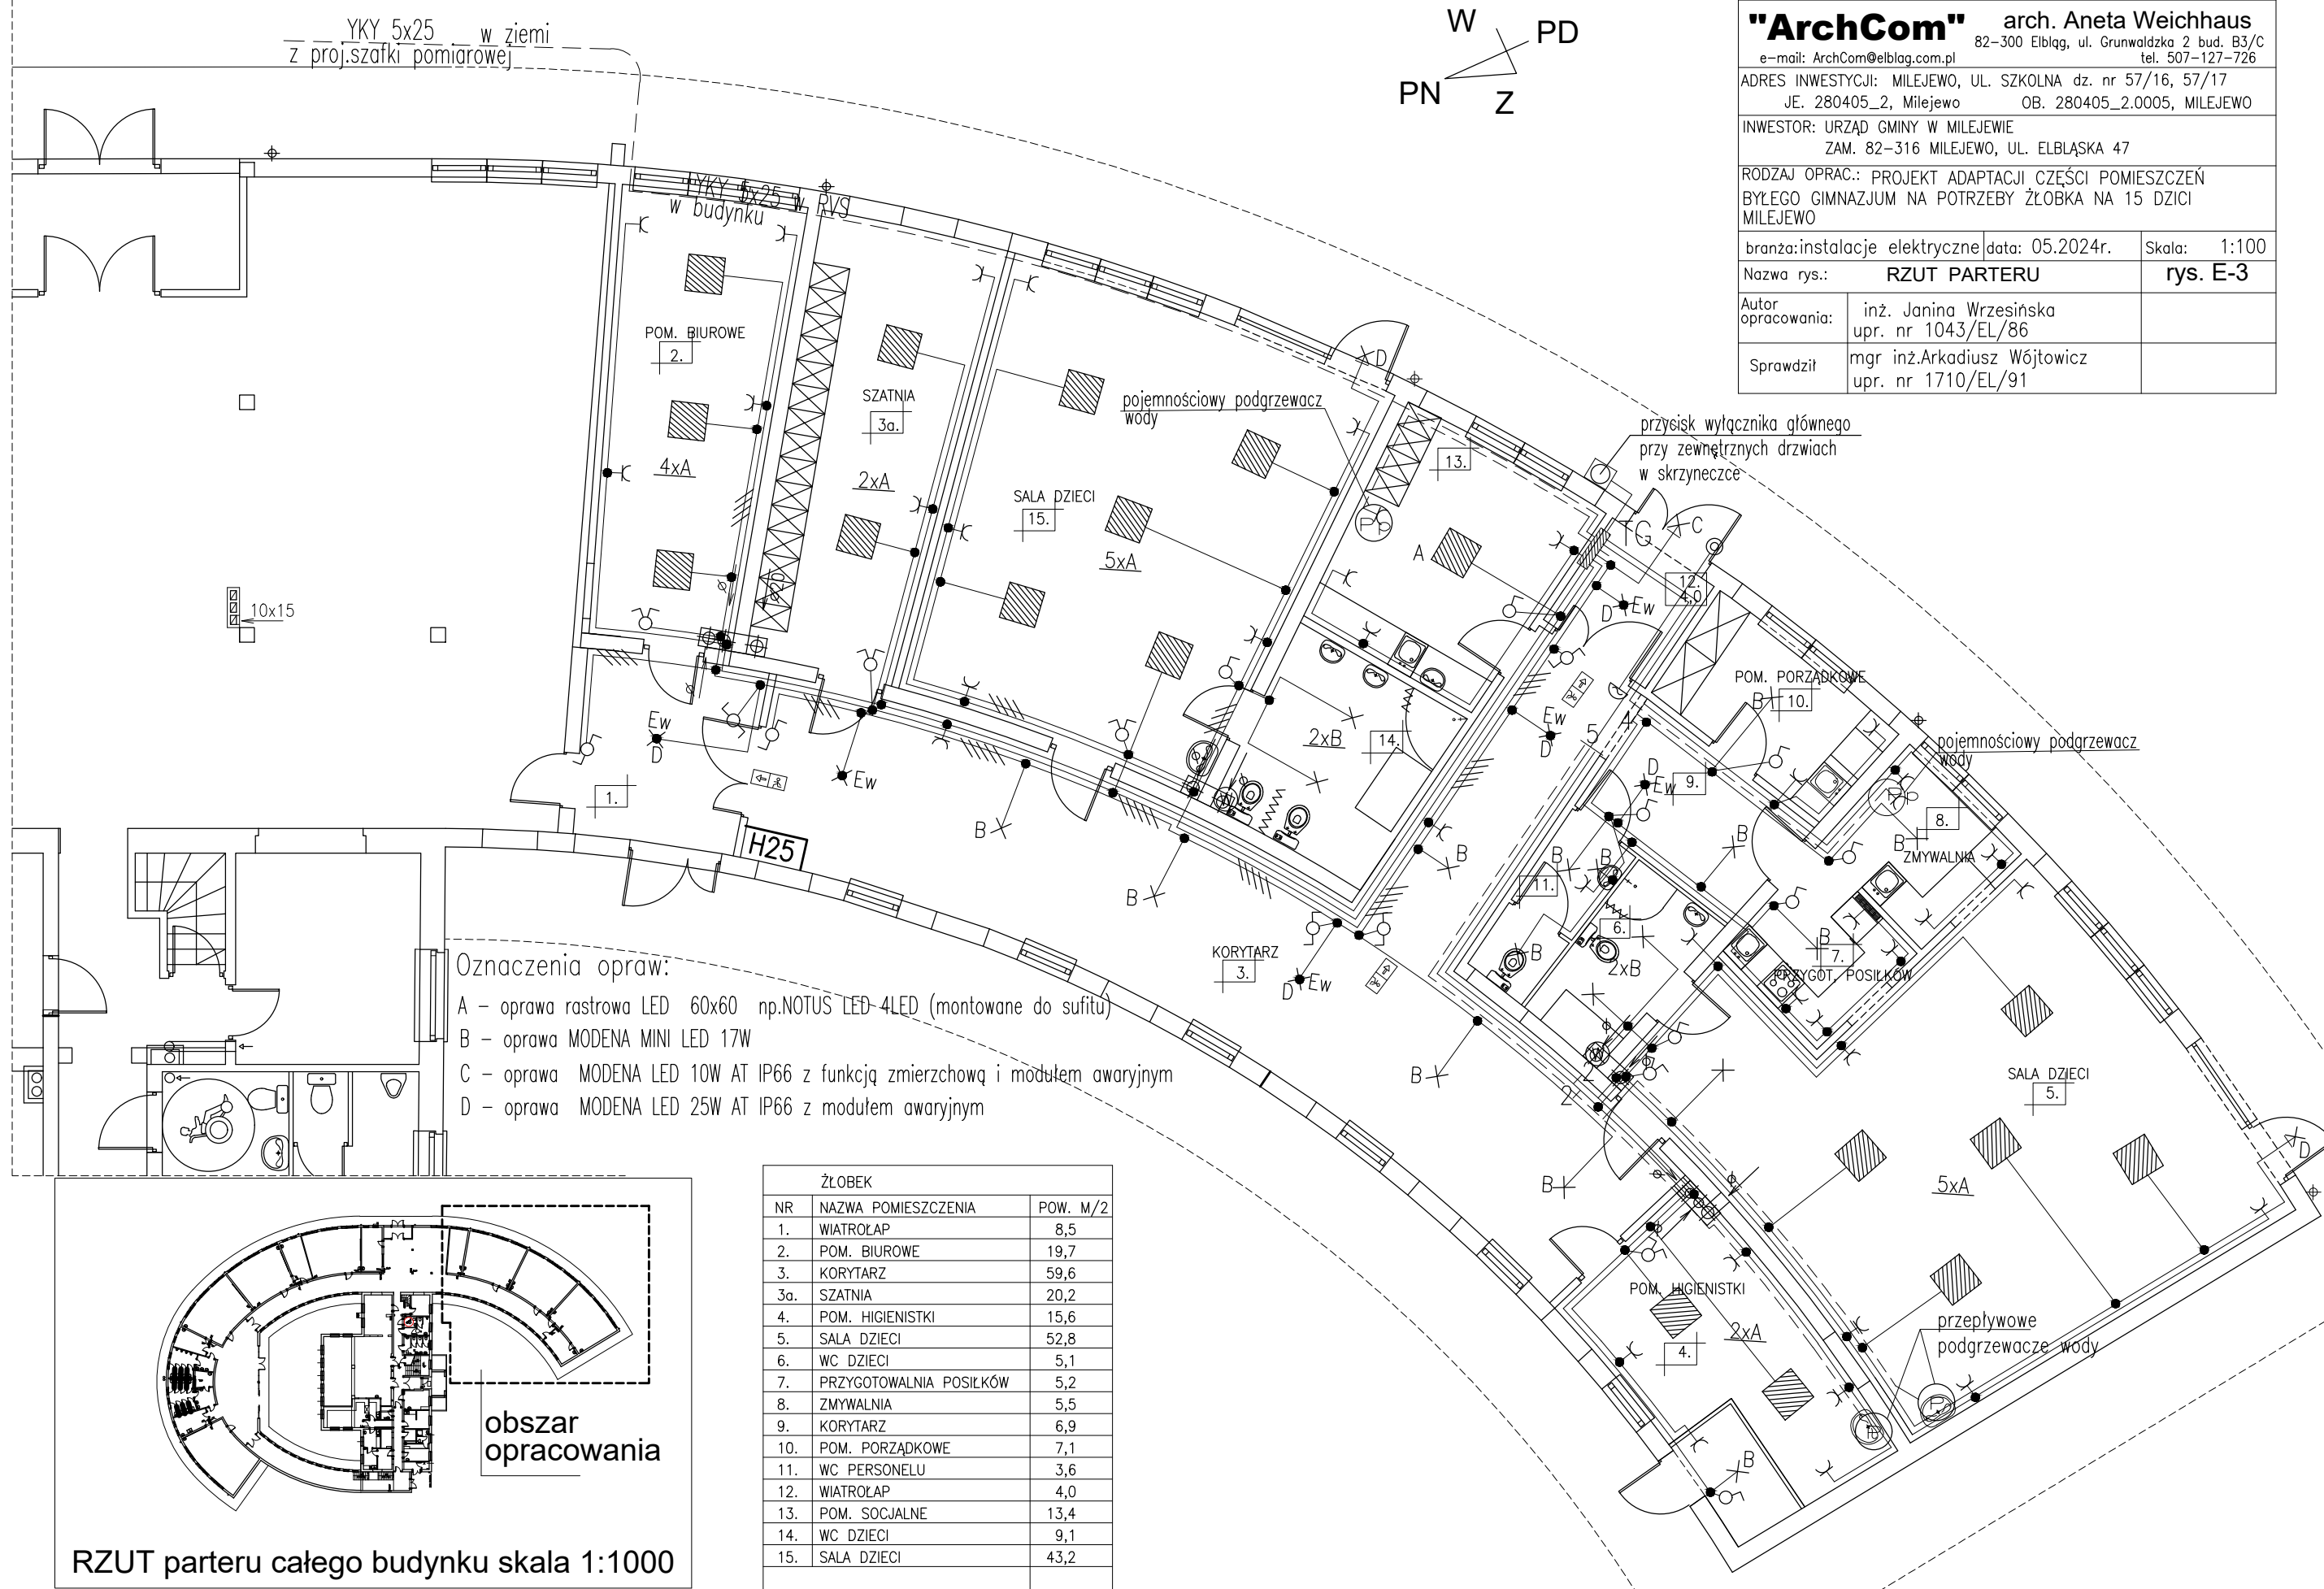 YKY 5x25 w ziemi
z proj.szafki pomiarowej
W
PD
PN
Z
"ArchCom" arch. Aneta Weichhaus
82-300 Elbląg, ul. Grunwaldzka 2 bud. B3/C
e-mail: ArchCom@elblag.com.pl tel. 507-127-726
ADRES INWESTYCJI: MILEJEWO, UL. SZKOLNA dz. nr 57/16, 57/17
JE. 280405_2, Milejewo OB. 280405_2.0005, MILEJEWO
INWESTOR: URZĄD GMINY W MILEJEWIE
ZAM. 82-316 MILEJEWO, UL. ELBLĄSKA 47
RODZAJ OPRAC.: PROJEKT ADAPTACJI CZĘŚCI POMIESZCZEŃ
BYŁEGO GIMNAZJUM NA POTRZEBY ŻŁOBKA NA 15 DZICI
MILEJEWO
branża:instalacje elektryczne data: 05.2024r. Skala: 1:100
Nazwa rys.: RZUT PARTERU rys. E-3
Autor
opracowania:
inż. Janina Wrzesińska
upr. nr 1043/EL/86
Sprawdził
mgr inż.Arkadiusz Wójtowicz
upr. nr 1710/EL/91
YKY 5x25 w RVS
w budynku
POM. BIUROWE
2.
4xA
SZATNIA
3a.
2xA
SALA DZIECI
15.
5xA
pojemnościowy podgrzewacz
wody
D
Pp
13.
A
przycisk wyłącznika głównego
przy zewnętrznych drzwiach
w skrzyneczce
TG
C
12.
4,0
D
Ew
10x15
POM. PORZĄDKOWE
B
10.
pojemnościowy podgrzewacz
wody
Pp
8.
B
ZMYWALNIA
Ew
D
5
4
D
Ew
9.
2xB
14.
Ew
D
Ew
1.
H25
B
B
B
B
B
B
11.
6.
B
2xB
B
7.
PRZYGOT. POSIŁKÓW
KORYTARZ
3.
D
Ew
W
2
2
B
B
SALA DZIECI
5.
5xA
D
POM. HIGIENISTKI
2xA
4.
B
przepływowe
podgrzewacze wody
Oznaczenia opraw:
A - oprawa rastrowa LED 60x60 np.NOTUS LED 4LED (montowane do sufitu)
B - oprawa MODENA MINI LED 17W
C - oprawa MODENA LED 10W AT IP66 z funkcją zmierzchową i modułem awaryjnym
D - oprawa MODENA LED 25W AT IP66 z modułem awaryjnym
obszar
opracowania
RZUT parteru całego budynku skala 1:1000
ŻŁOBEK
NR NAZWA POMIESZCZENIA POW. M/2
1. WIATROŁAP 8,5
2. POM. BIUROWE 19,7
3. KORYTARZ 59,6
3a. SZATNIA 20,2
4. POM. HIGIENISTKI 15,6
5. SALA DZIECI 52,8
6. WC DZIECI 5,1
7. PRZYGOTOWALNIA POSIŁKÓW 5,2
8. ZMYWALNIA 5,5
9. KORYTARZ 6,9
10. POM. PORZĄDKOWE 7,1
11. WC PERSONELU 3,6
12. WIATROŁAP 4,0
13. POM. SOCJALNE 13,4
14. WC DZIECI 9,1
15. SALA DZIECI 43,2